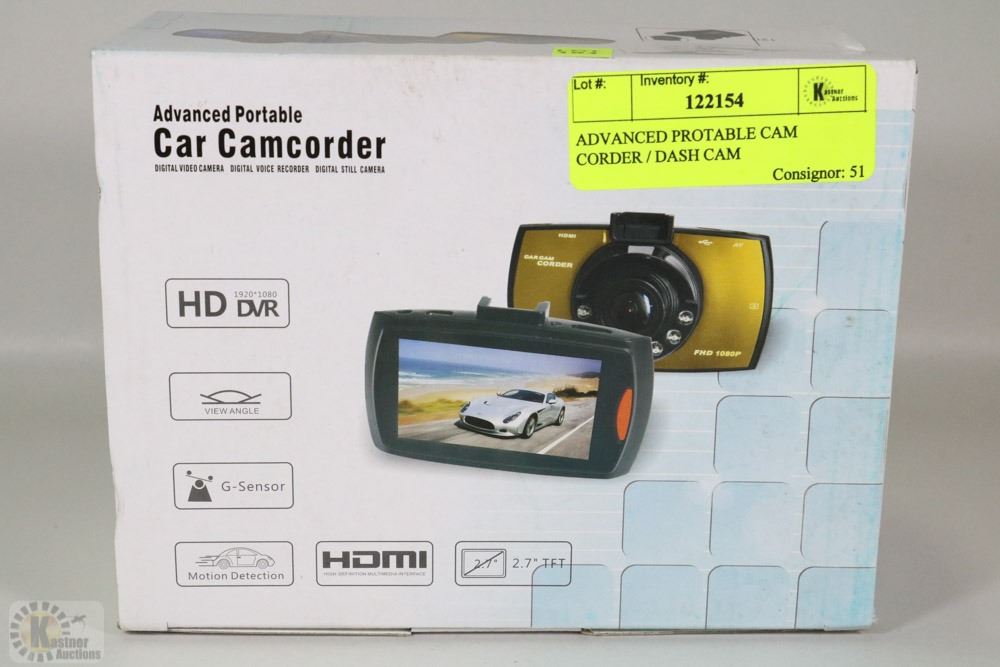 Lot #:
Inventory #:
122154
Kastner
Auctions
ADVANCED PROTABLE CAM
CORDER / DASH CAM
Consignor: 51
Advanced Portable
Car Camcorder
DIGITAL VIDEO CAMERA DIGITAL VOICE RECORDER DIGITAL STILL CAMERA
HDMI
AV
CAR CAM
CORDER
FHD 1080P
HD 1920*1080 DVR
VIEW ANGLE
G-Sensor
Motion Detection
HDMI
HIGH-DEFINITION MULTIMEDIA INTERFACE
2.7" 2.7" TFT
Kastner
Auctions